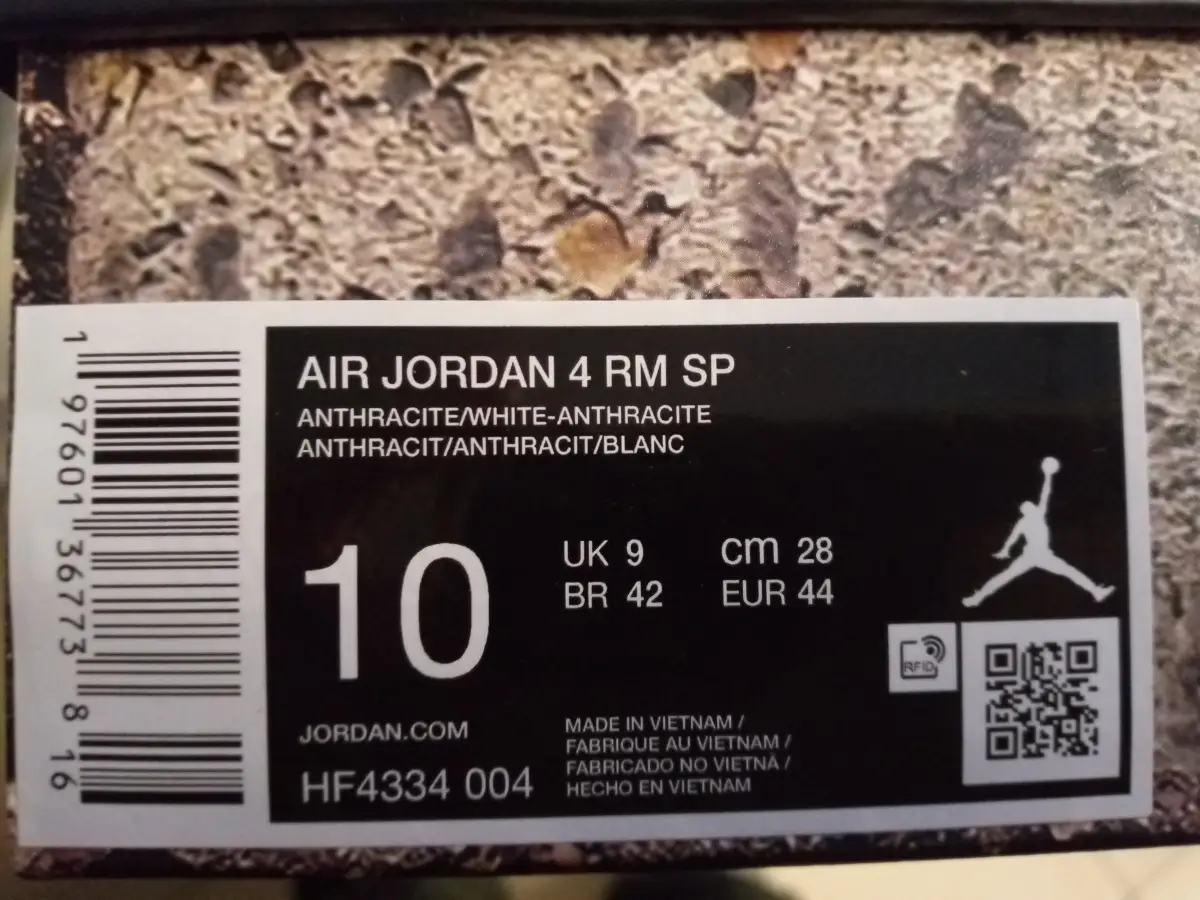 AIR JORDAN 4 RM SP
ANTHRACITE/WHITE-ANTHRACITE
ANTHRACIT/ANTHRACIT/BLANC
10
UK 9
cm 28
BR 42
EUR 44
RFID
JORDAN.COM
HF4334 004
MADE IN VIETNAM /
FABRIQUE AU VIETNAM /
FABRICADO NO VIETNÃ /
HECHO EN VIETNAM
1 97601 36773 8 16